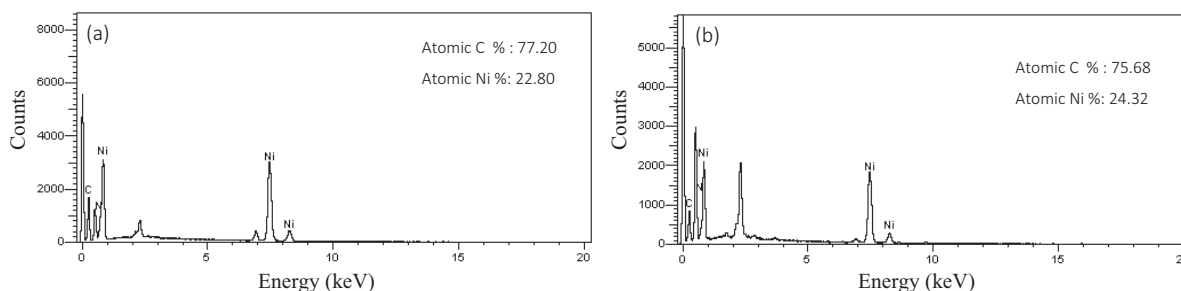 (a)
Atomic C % : 77.20
Atomic Ni %: 22.80
8000
6000
4000
2000
0
Counts
C
Ni
Ni
Ni
0 5 10 15 20
Energy (keV)
(b)
Atomic C % : 75.68
Atomic Ni %: 24.32
5000
4000
3000
2000
1000
0
Counts
C
Ni
Ni
Ni
0 5 10 15 20
Energy (keV)